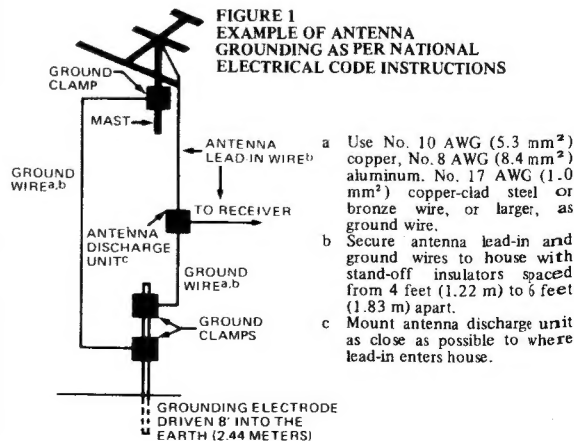 FIGURE 1
EXAMPLE OF ANTENNA
GROUNDING AS PER NATIONAL
ELECTRICAL CODE INSTRUCTIONS
GROUND
CLAMP
MAST
GROUND
WIREᵃ,ᵇ
ANTENNA
LEAD-IN WIREᵇ
TO RECEIVER
ANTENNA
DISCHARGE
UNITᶜ
GROUND
WIREᵃ,ᵇ
GROUND
CLAMPS
GROUNDING ELECTRODE
DRIVEN 8' INTO THE
EARTH (2.44 METERS)
a Use No. 10 AWG (5.3 mm²)
copper, No. 8 AWG (8.4 mm²)
aluminum. No. 17 AWG (1.0
mm²) copper-clad steel or
bronze wire, or larger, as
ground wire.
b Secure antenna lead-in and
ground wires to house with
stand-off insulators spaced
from 4 feet (1.22 m) to 6 feet
(1.83 m) apart.
c Mount antenna discharge unit
as close as possible to where
lead-in enters house.